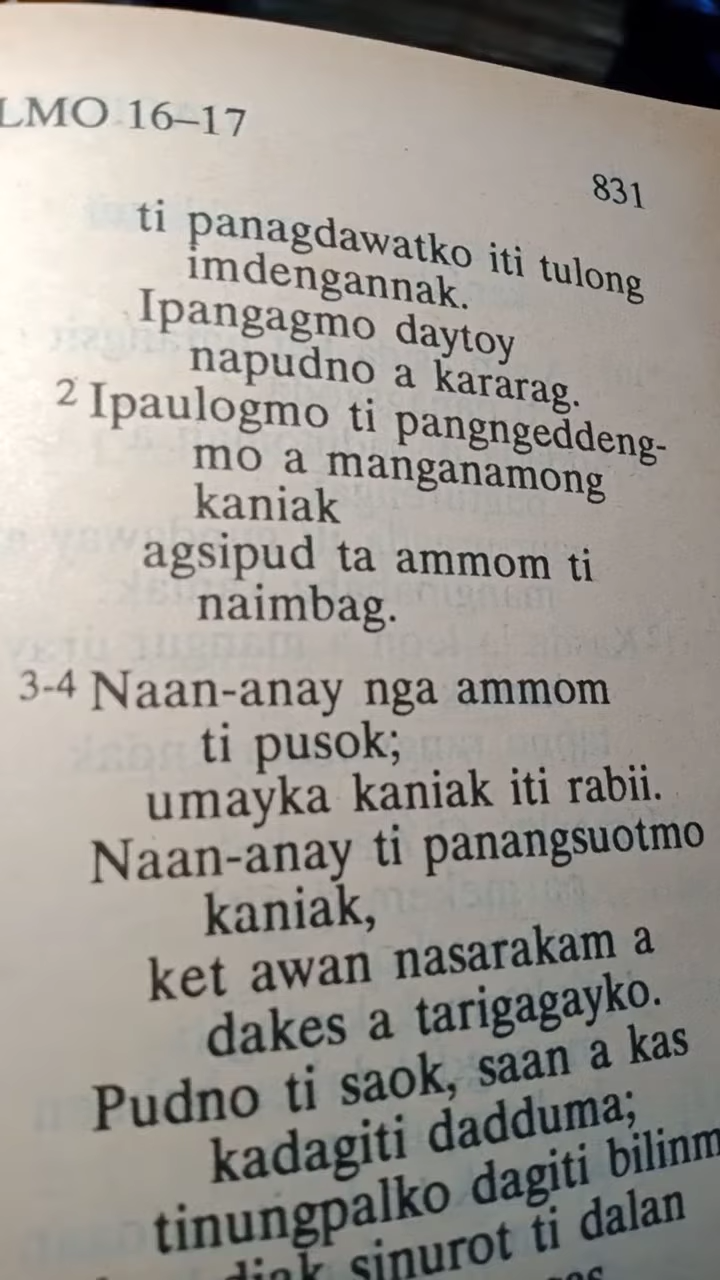 LMO 16–17
831
ti panagdawatko iti tulong
imdengannak.
Ipangagmo daytoy
napudno a kararag.
2 Ipaulogmo ti pangngeddeng-
mo a manganamong
kaniak
agsipud ta ammom ti
naimbag.
3-4 Naan-anay nga ammom
ti pusok;
umayka kaniak iti rabii.
Naan-anay ti panangsuotmo
kaniak,
ket awan nasarakam a
dakes a tarigagayko.
Pudno ti saok, saan a kas
kadagiti dadduma;
tinungpalko dagiti bilinm
sinurot ti dalan